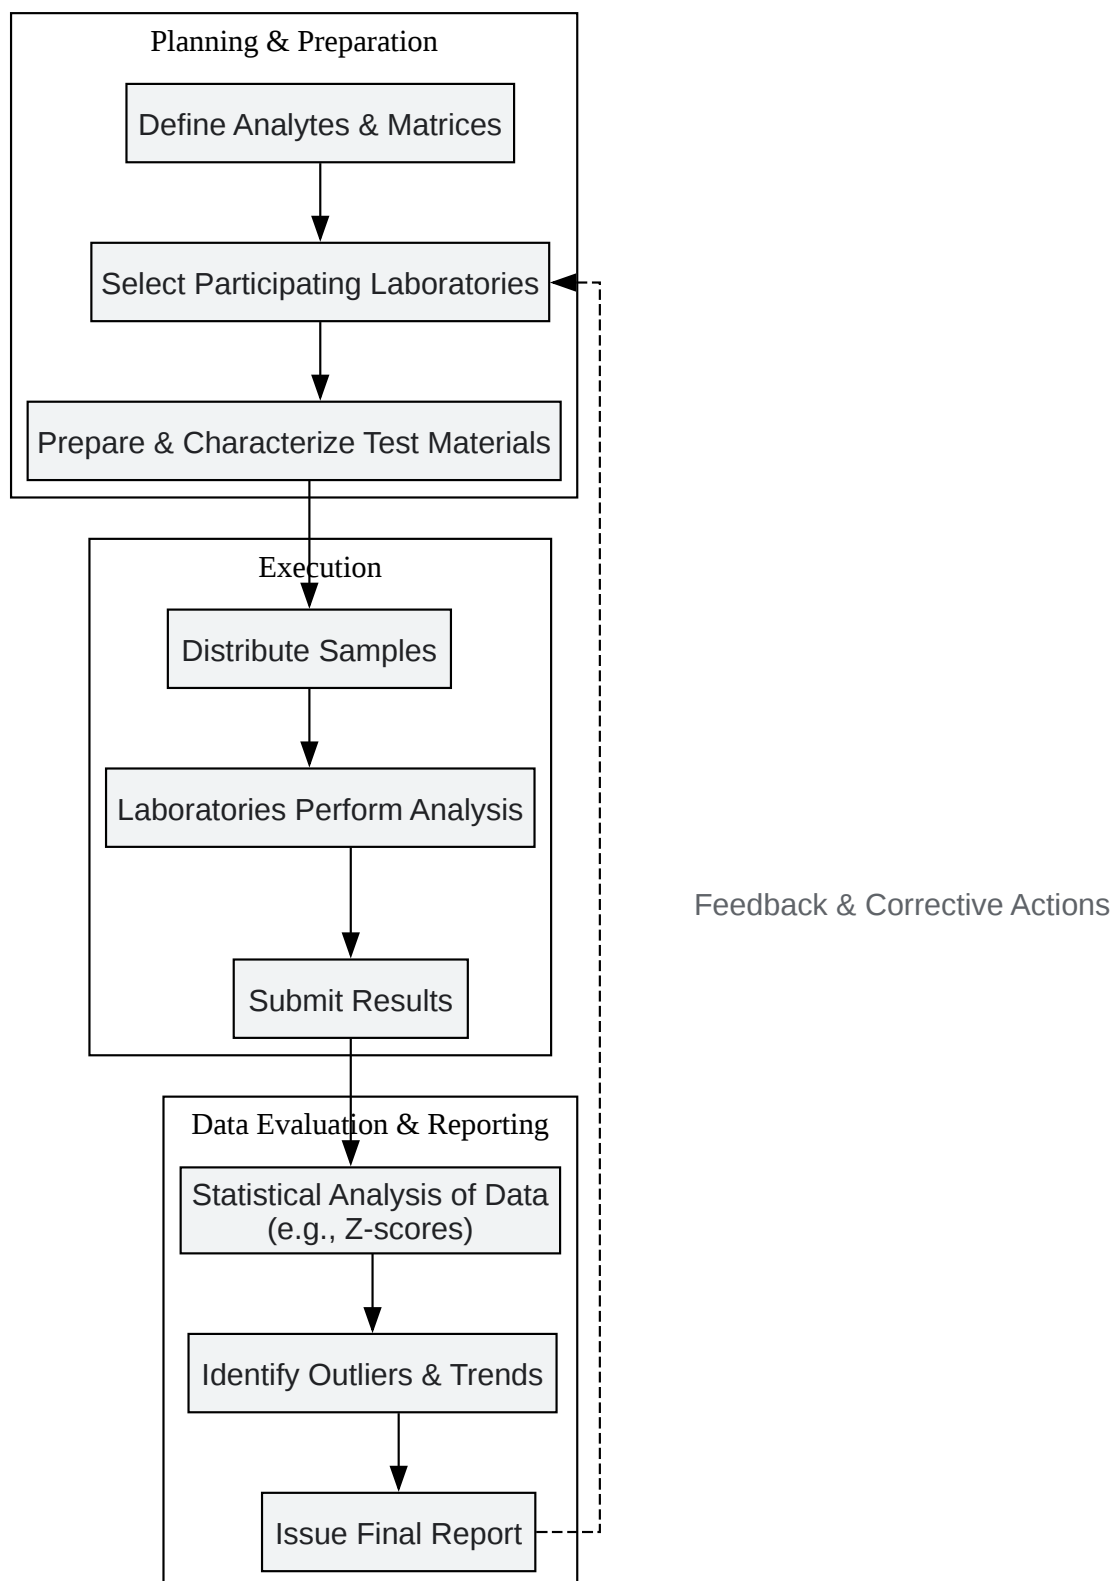 Planning & Preparation
Define Analytes & Matrices
Select Participating Laboratories
Prepare & Characterize Test Materials
Execution
Distribute Samples
Laboratories Perform Analysis
Feedback & Corrective Actions
Submit Results
Data Evaluation & Reporting
Statistical Analysis of Data
(e.g., Z-scores)
Identify Outliers & Trends
Issue Final Report